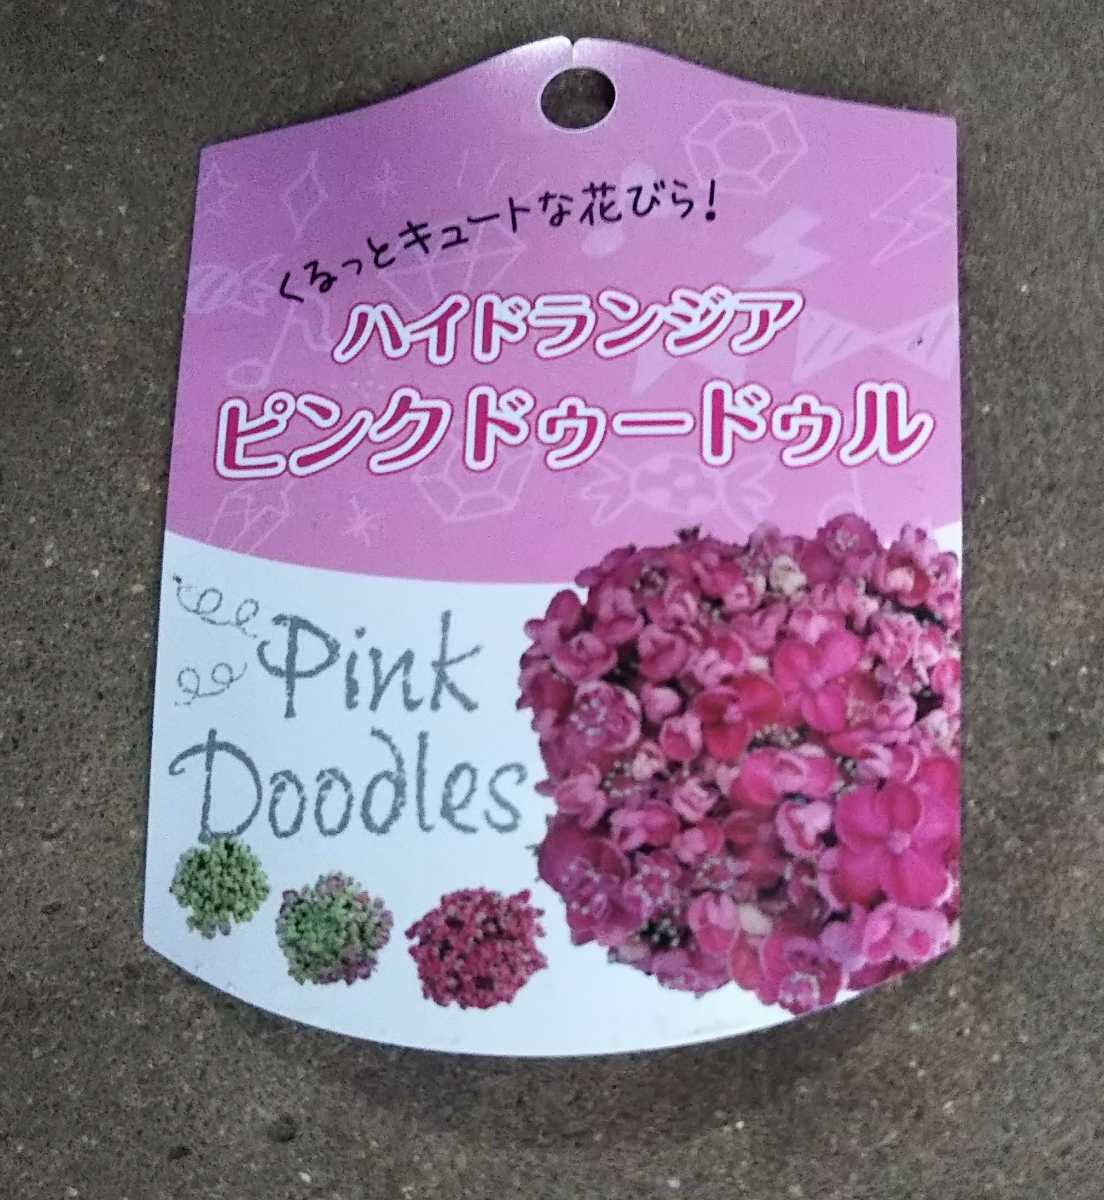 くるっとキュートな花びら!
ハイドランジア
ピンクドゥードゥル
Pink
Doodles